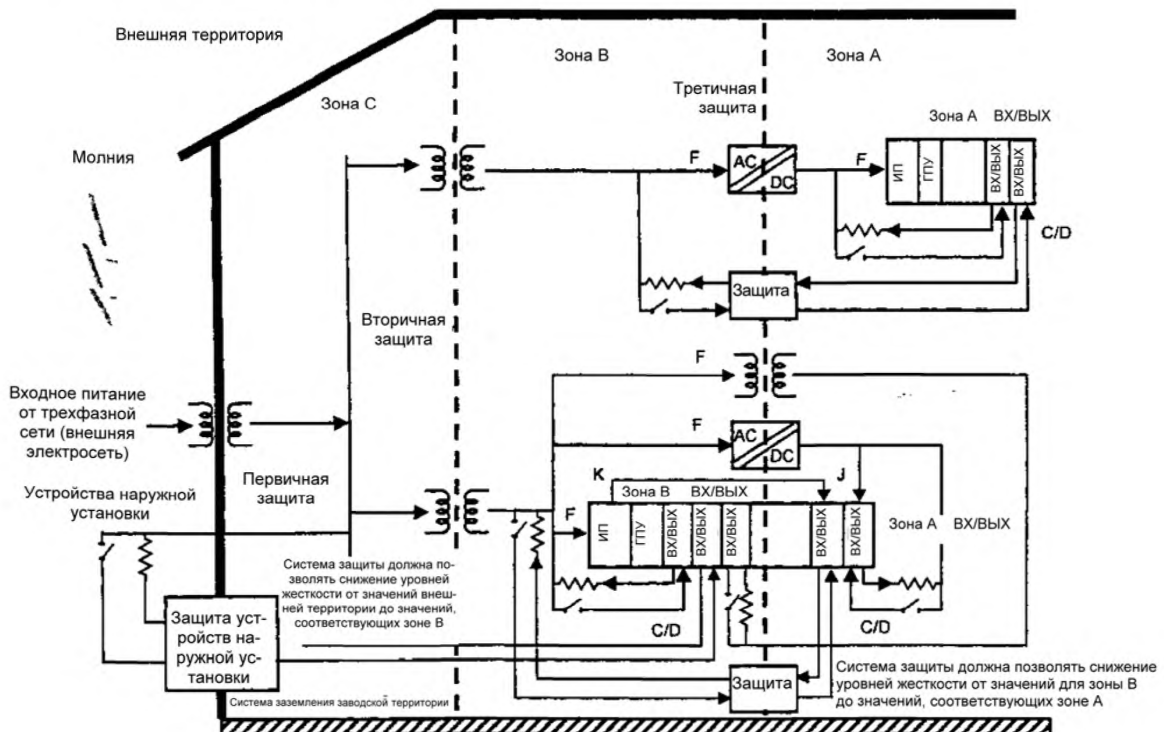 Внешняя территория
Зона B
Зона A
Зона C
Третичная
защита
Зона A ВХ/ВЫХ
Молния
F
AC
DC
F
ИП
ГПУ
ВХ/ВЫХ
ВХ/ВЫХ
C/D
Защита
Вторичная
защита
F
Входное питание
от трехфазной
сети (внешняя
электросеть)
F
AC
DC
Первичная
защита
K
J
Устройства наружной
установки
Зона B ВХ/ВЫХ
F
ИП
ГПУ
ВХ/ВЫХ
ВХ/ВЫХ
ВХ/ВЫХ
ВХ/ВЫХ
ВХ/ВЫХ
Зона A ВХ/ВЫХ
Система защиты должна по-
зволять снижение уровней
жесткости от значений внеш-
ней территории до значений,
соответствующих зоне B
Защита уст-
ройств на-
ружной ус-
тановки
C/D
C/D
Защита
Система защиты должна позволять снижение
уровней жесткости от значений для зоны B
до значений, соответствующих зоне A
Система заземления заводской территории